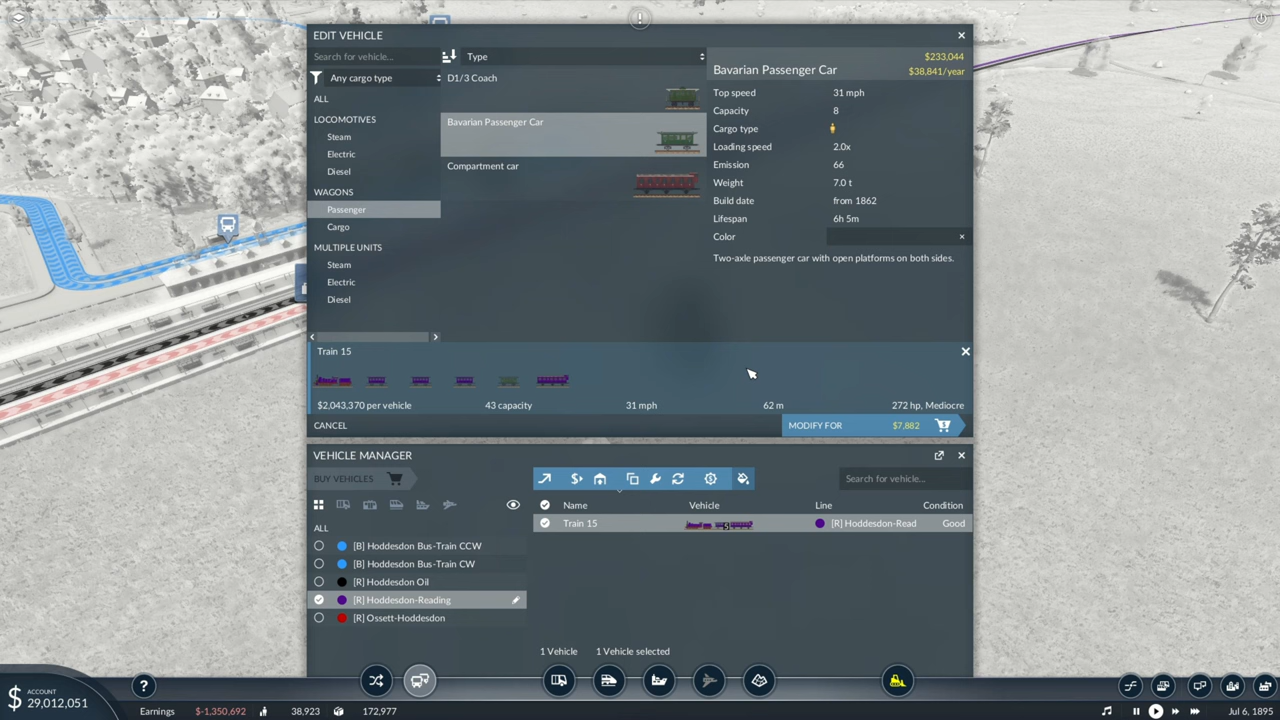 EDIT VEHICLE
Search for vehicle...
Type
Any cargo type
ALL
LOCOMOTIVES
Steam
Electric
Diesel
WAGONS
Passenger
Cargo
MULTIPLE UNITS
Steam
Electric
Diesel
D1/3 Coach
Bavarian Passenger Car
Compartment car
$233,044
Bavarian Passenger Car
$38,841/year
Top speed 31 mph
Capacity 8
Cargo type
Loading speed 2.0x
Emission 66
Weight 7.0 t
Build date from 1862
Lifespan 6h 5m
Color
Two-axle passenger car with open platforms on both sides.
Train 15
$2,043,370 per vehicle 43 capacity 31 mph 62 m 272 hp, Mediocre
CANCEL
MODIFY FOR $7,882
VEHICLE MANAGER
BUY VEHICLES
Search for vehicle...
Name Vehicle Line Condition
Train 15 5 [R] Hoddesdon-Read Good
ALL
[B] Hoddesdon Bus-Train CCW
[B] Hoddesdon Bus-Train CW
[R] Hoddesdon Oil
[R] Hoddesdon-Reading
[R] Ossett-Hoddesdon
1 Vehicle 1 Vehicle selected
$ ACCOUNT
29,012,051
?
Earnings $-1,350,692 38,923 172,977
Jul 6, 1895